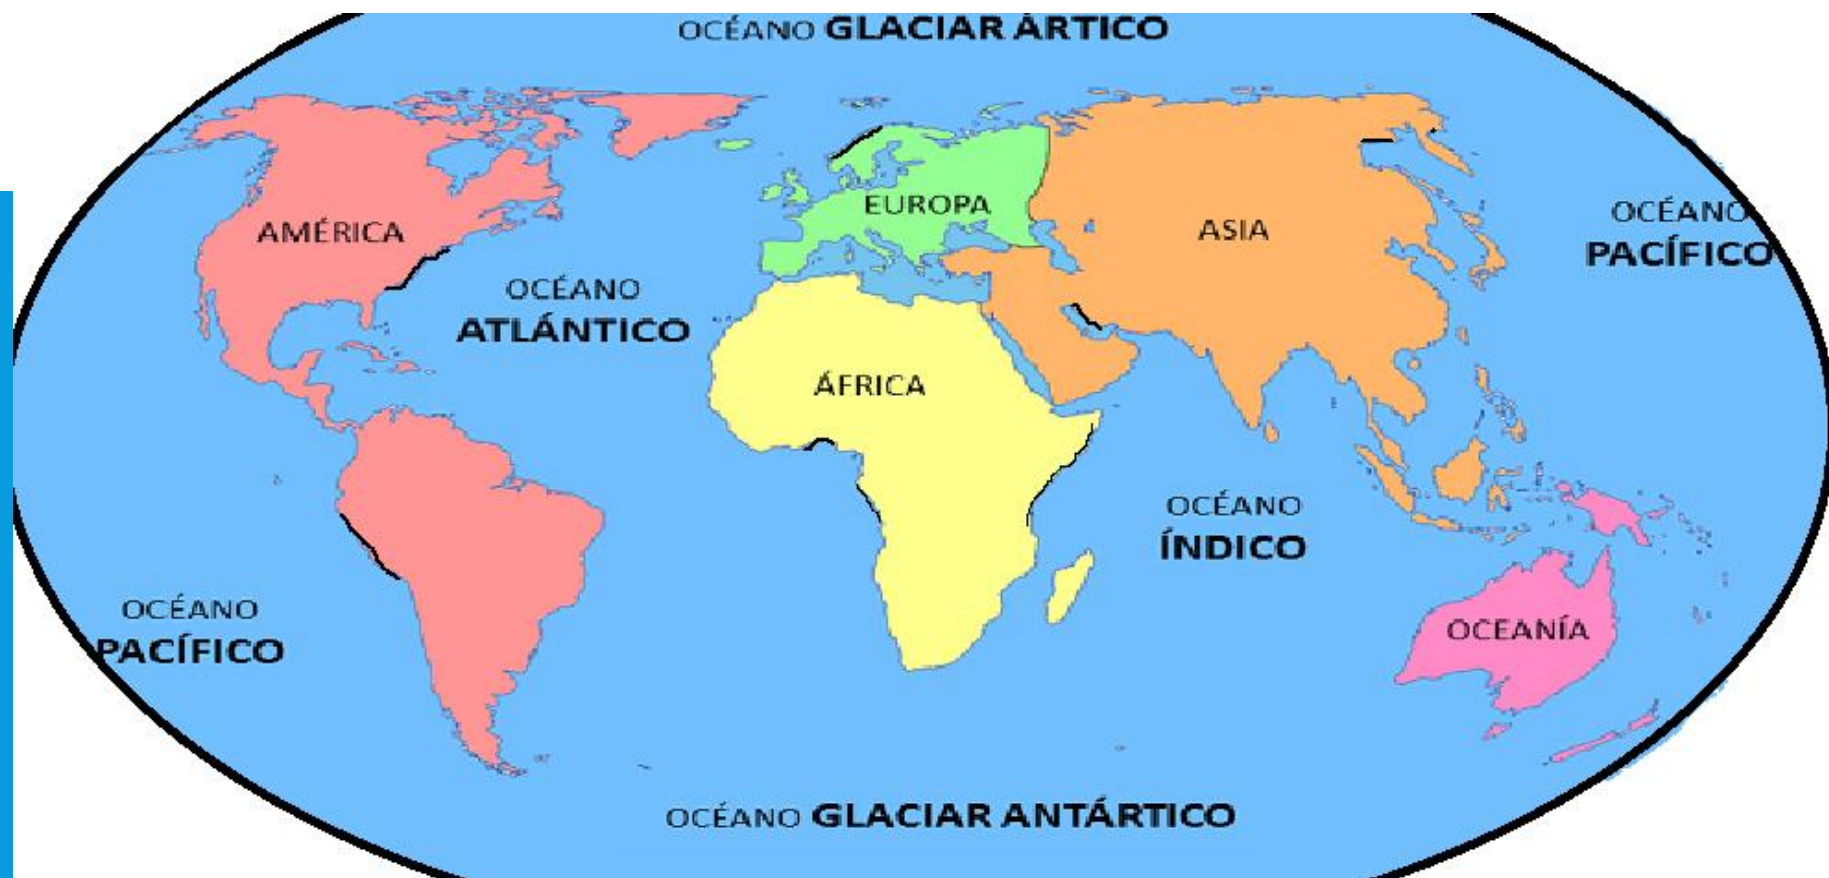 OCÉANO GLACIAR ÁRTICO
EUROPA
OCÉANO
PACÍFICO
AMÉRICA
ASIA
OCÉANO
ATLÁNTICO
ÁFRICA
OCÉANO
ÍNDICO
OCÉANO
PACÍFICO
OCEANÍA
OCÉANO GLACIAR ANTÁRTICO